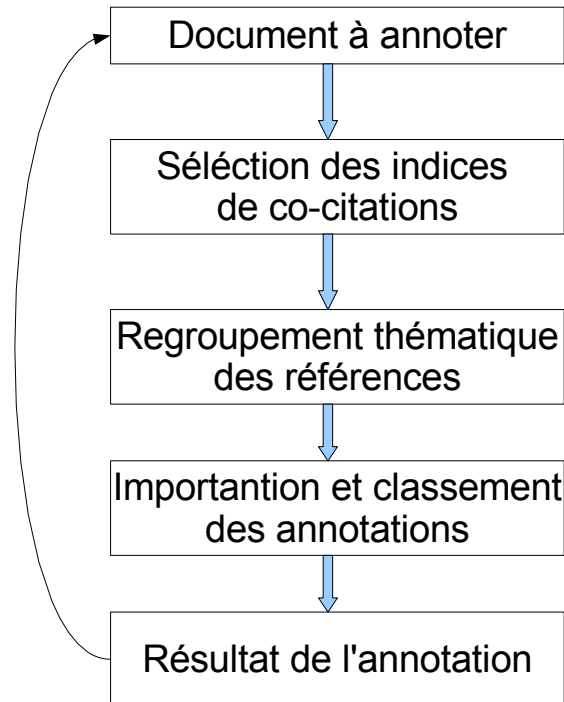 Document à annoter
Séléction des indices
de co-citations
Regroupement thématique
des références
Importantion et classement
des annotations
Résultat de l'annotation